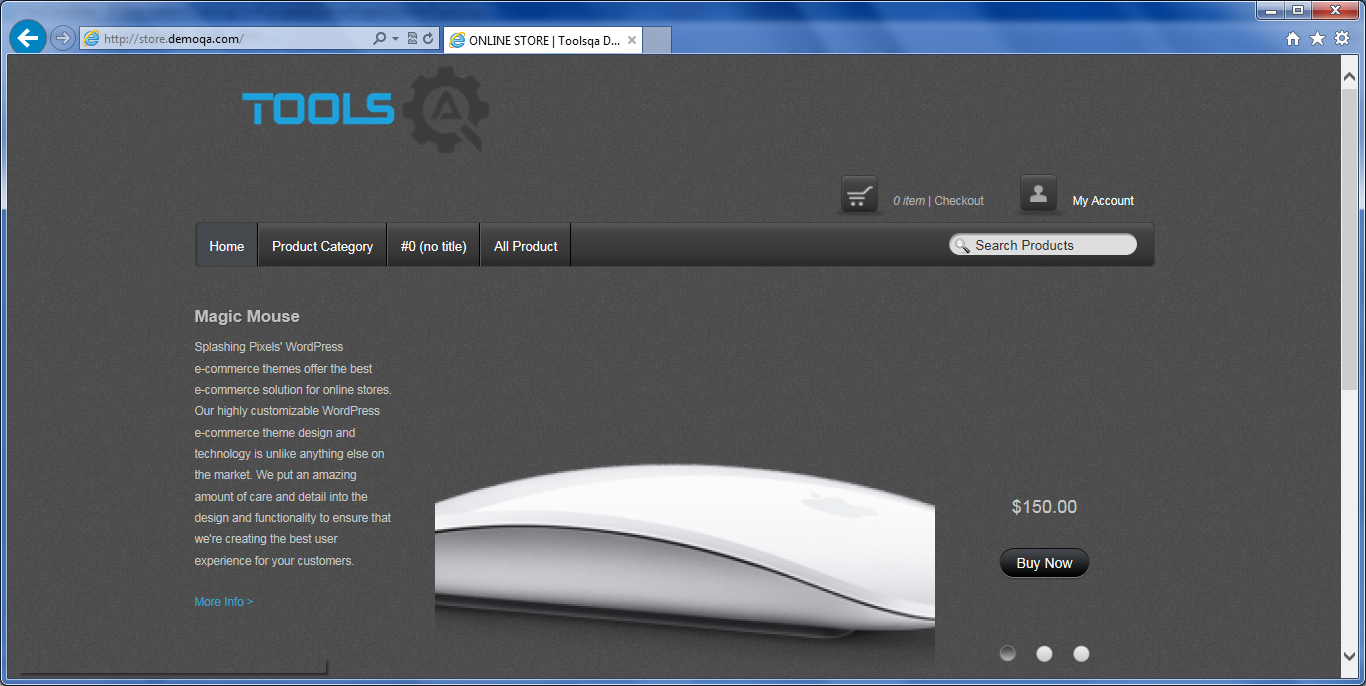 http://store.demoqa.com/
ONLINE STORE | Toolsqa D...
TOOLS
0 item | Checkout
My Account
Home
Product Category
#0 (no title)
All Product
Search Products
Magic Mouse
Splashing Pixels' WordPress
e-commerce themes offer the best
e-commerce solution for online stores.
Our highly customizable WordPress
e-commerce theme design and
technology is unlike anything else on
the market. We put an amazing
amount of care and detail into the
design and functionality to ensure that
we're creating the best user
experience for your customers.
More Info >
$150.00
Buy Now